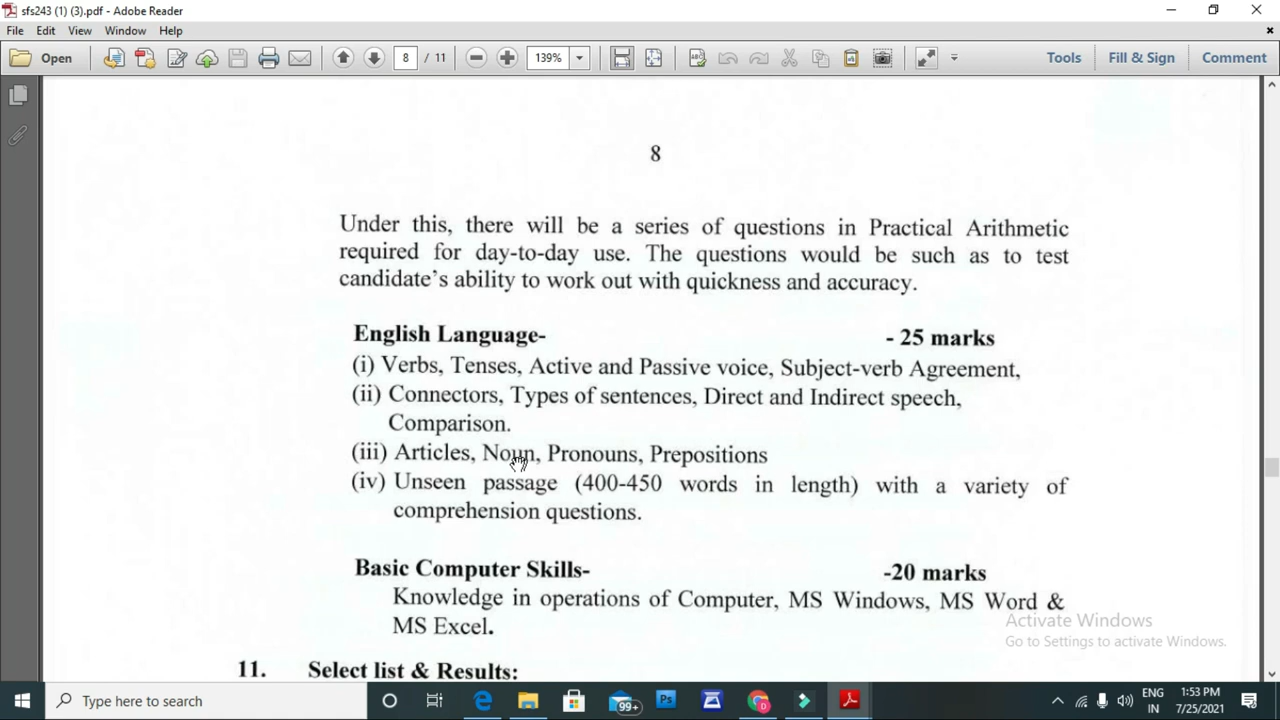 sfs243 (1) (3).pdf - Adobe Reader
File Edit View Window Help
Open 8 / 11 139% Tools Fill & Sign Comment
8
Under this, there will be a series of questions in Practical Arithmetic
required for day-to-day use. The questions would be such as to test
candidate's ability to work out with quickness and accuracy.
English Language- - 25 marks
(i) Verbs, Tenses, Active and Passive voice, Subject-verb Agreement,
(ii) Connectors, Types of sentences, Direct and Indirect speech,
Comparison.
(iii) Articles, Noun, Pronouns, Prepositions
(iv) Unseen passage (400-450 words in length) with a variety of
comprehension questions.
Basic Computer Skills- -20 marks
Knowledge in operations of Computer, MS Windows, MS Word &
MS Excel.
Activate Windows
Go to Settings to activate Windows.
11. Select list & Results:
Type here to search
99+
Ps
D
ENG
IN
1:53 PM
7/25/2021